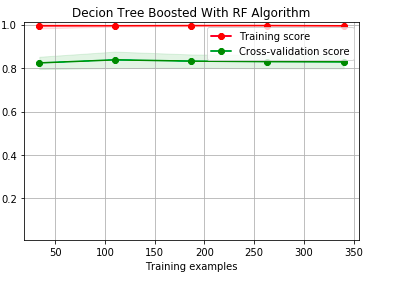 Decion Tree Boosted With RF Algorithm
1.0
Training score
Cross-validation score
0.8
0.6
0.4
0.2
50 100 150 200 250 300 350
Training examples